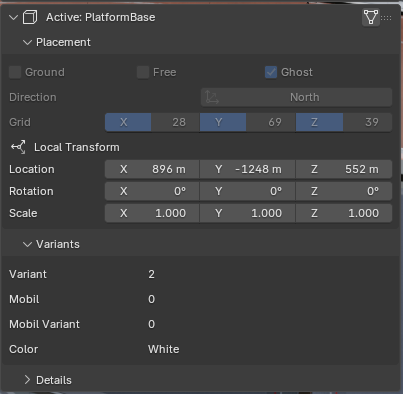 Active: PlatformBase
Placement
Ground Free Ghost
Direction North
Grid X 28 Y 69 Z 39
Local Transform
Location X 896 m Y -1248 m Z 552 m
Rotation X 0° Y 0° Z 0°
Scale X 1.000 Y 1.000 Z 1.000
Variants
Variant 2
Mobil 0
Mobil Variant 0
Color White
Details